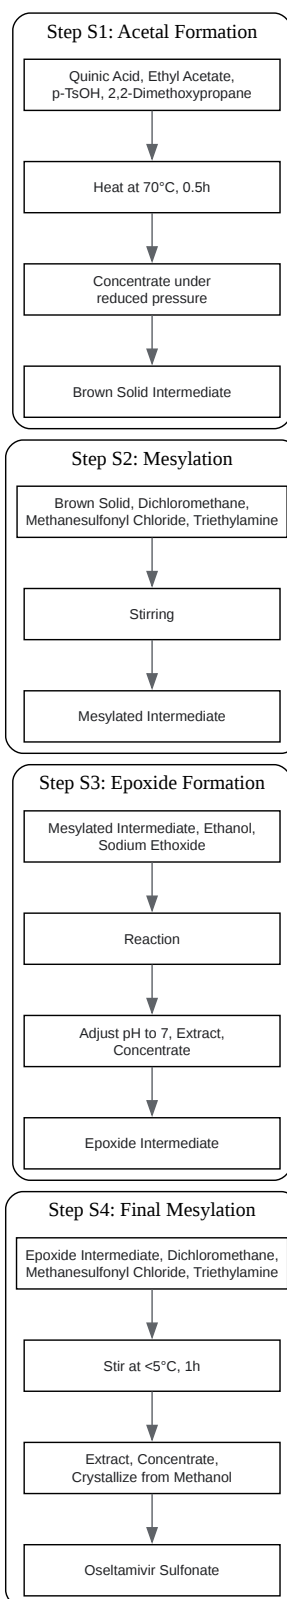 Step S1: Acetal Formation
Quinic Acid, Ethyl Acetate,
p-TsOH, 2,2-Dimethoxypropane
Heat at 70°C, 0.5h
Concentrate under
reduced pressure
Brown Solid Intermediate
Step S2: Mesylation
Brown Solid, Dichloromethane,
Methanesulfonyl Chloride, Triethylamine
Stirring
Mesylated Intermediate
Step S3: Epoxide Formation
Mesylated Intermediate, Ethanol,
Sodium Ethoxide
Reaction
Adjust pH to 7, Extract,
Concentrate
Epoxide Intermediate
Step S4: Final Mesylation
Epoxide Intermediate, Dichloromethane,
Methanesulfonyl Chloride, Triethylamine
Stir at <5°C, 1h
Extract, Concentrate,
Crystallize from Methanol
Oseltamivir Sulfonate